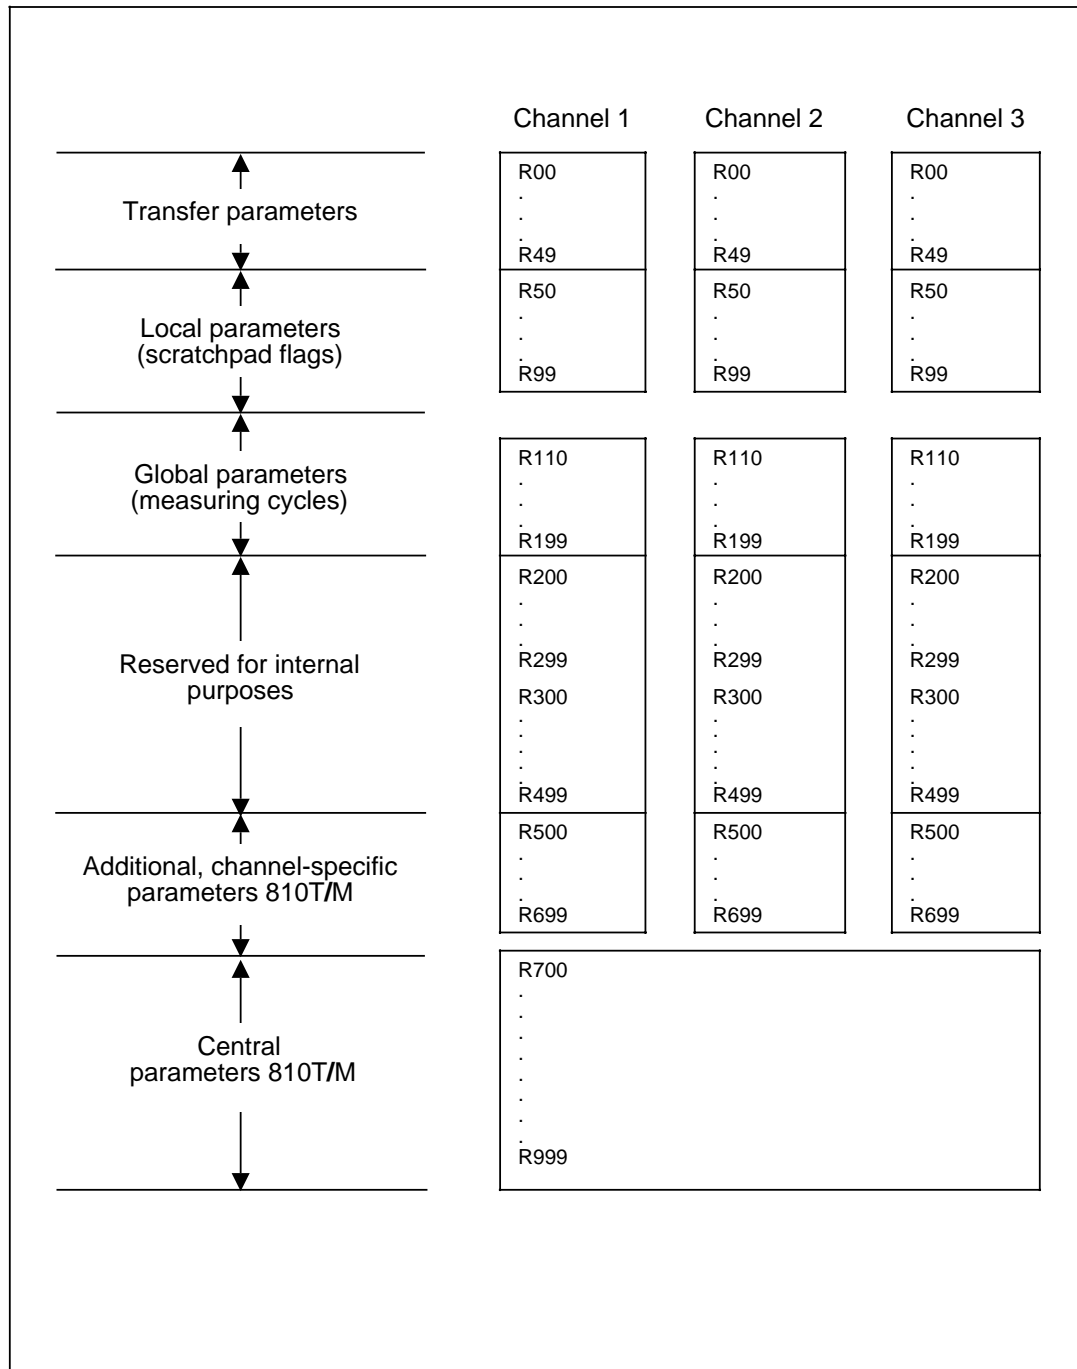 Channel 1 Channel 2 Channel 3
Transfer parameters
R00 R00 R00
. . .
. . .
. . .
R49 R49 R49
Local parameters
(scratchpad flags)
R50 R50 R50
. . .
. . .
. . .
R99 R99 R99
Global parameters
(measuring cycles)
R110 R110 R110
. . .
. . .
. . .
R199 R199 R199
Reserved for internal
purposes
R200 R200 R200
. . .
. . .
. . .
R299 R299 R299
R300 R300 R300
. . .
. . .
. . .
. . .
R499 R499 R499
Additional, channel-specific
parameters 810T/M
R500 R500 R500
. . .
. . .
. . .
R699 R699 R699
Central
parameters 810T/M
R700
.
.
.
.
.
.
.
.
R999